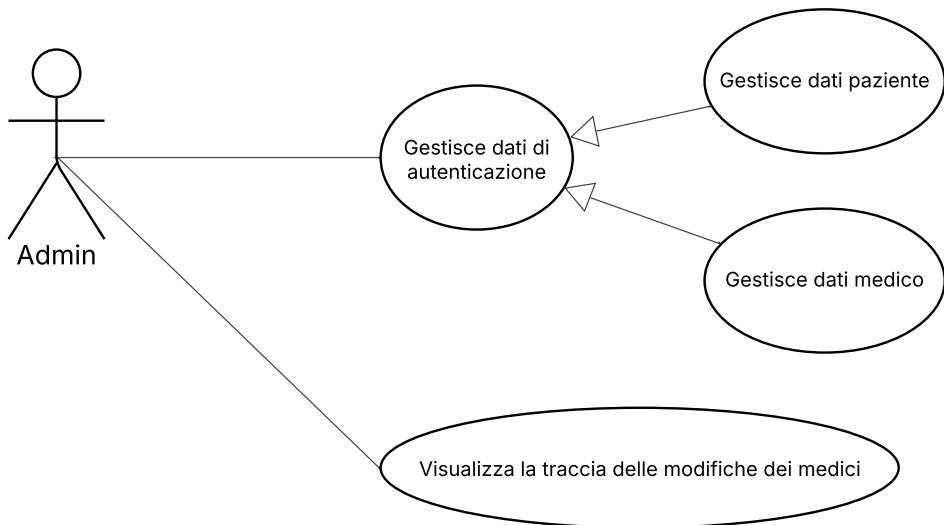 Gestisce dati paziente
Gestisce dati di
autenticazione
Admin
Gestisce dati medico
Visualizza la traccia delle modifiche dei medici